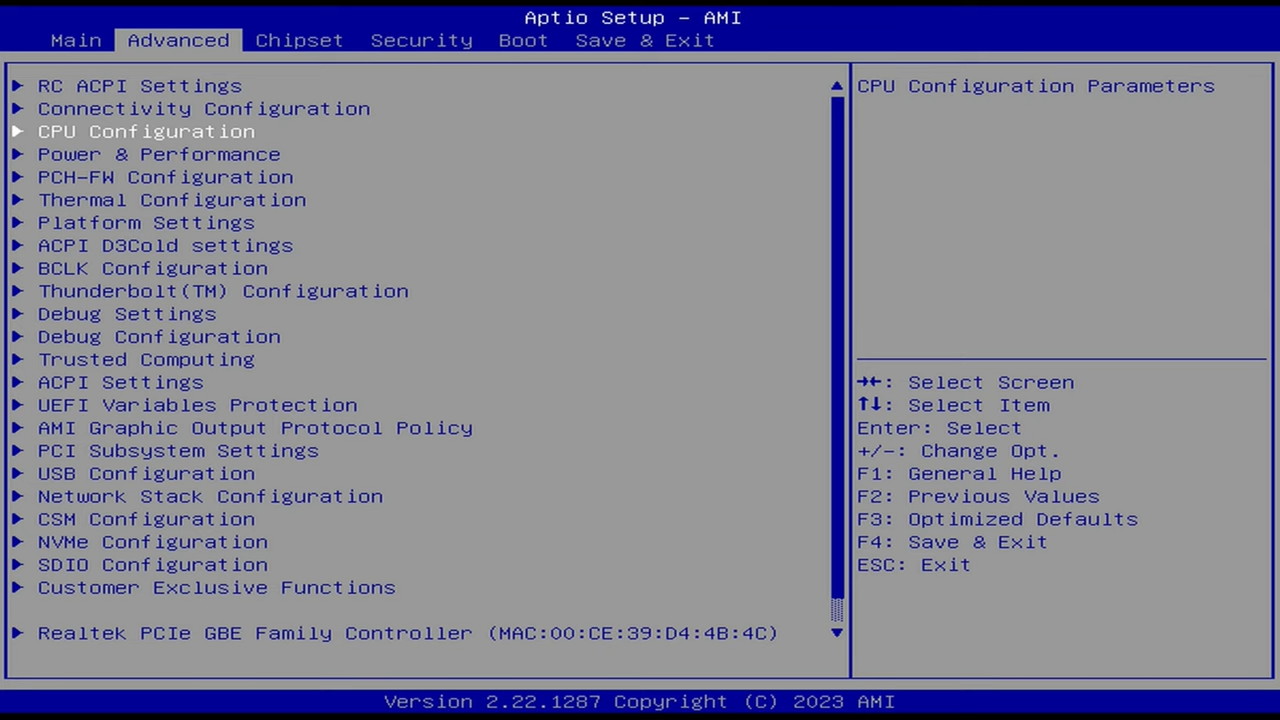 Aptio Setup – AMI
Main Advanced Chipset Security Boot Save & Exit
RC ACPI Settings
Connectivity Configuration
CPU Configuration
Power & Performance
PCH-FW Configuration
Thermal Configuration
Platform Settings
ACPI D3Cold settings
BCLK Configuration
Thunderbolt(TM) Configuration
Debug Settings
Debug Configuration
Trusted Computing
ACPI Settings
UEFI Variables Protection
AMI Graphic Output Protocol Policy
PCI Subsystem Settings
USB Configuration
Network Stack Configuration
CSM Configuration
NVMe Configuration
SDIO Configuration
Customer Exclusive Functions
Realtek PCIe GBE Family Controller (MAC:00:CE:39:D4:4B:4C)
CPU Configuration Parameters
→←: Select Screen
↑↓: Select Item
Enter: Select
+/-: Change Opt.
F1: General Help
F2: Previous Values
F3: Optimized Defaults
F4: Save & Exit
ESC: Exit
Version 2.22.1287 Copyright (C) 2023 AMI